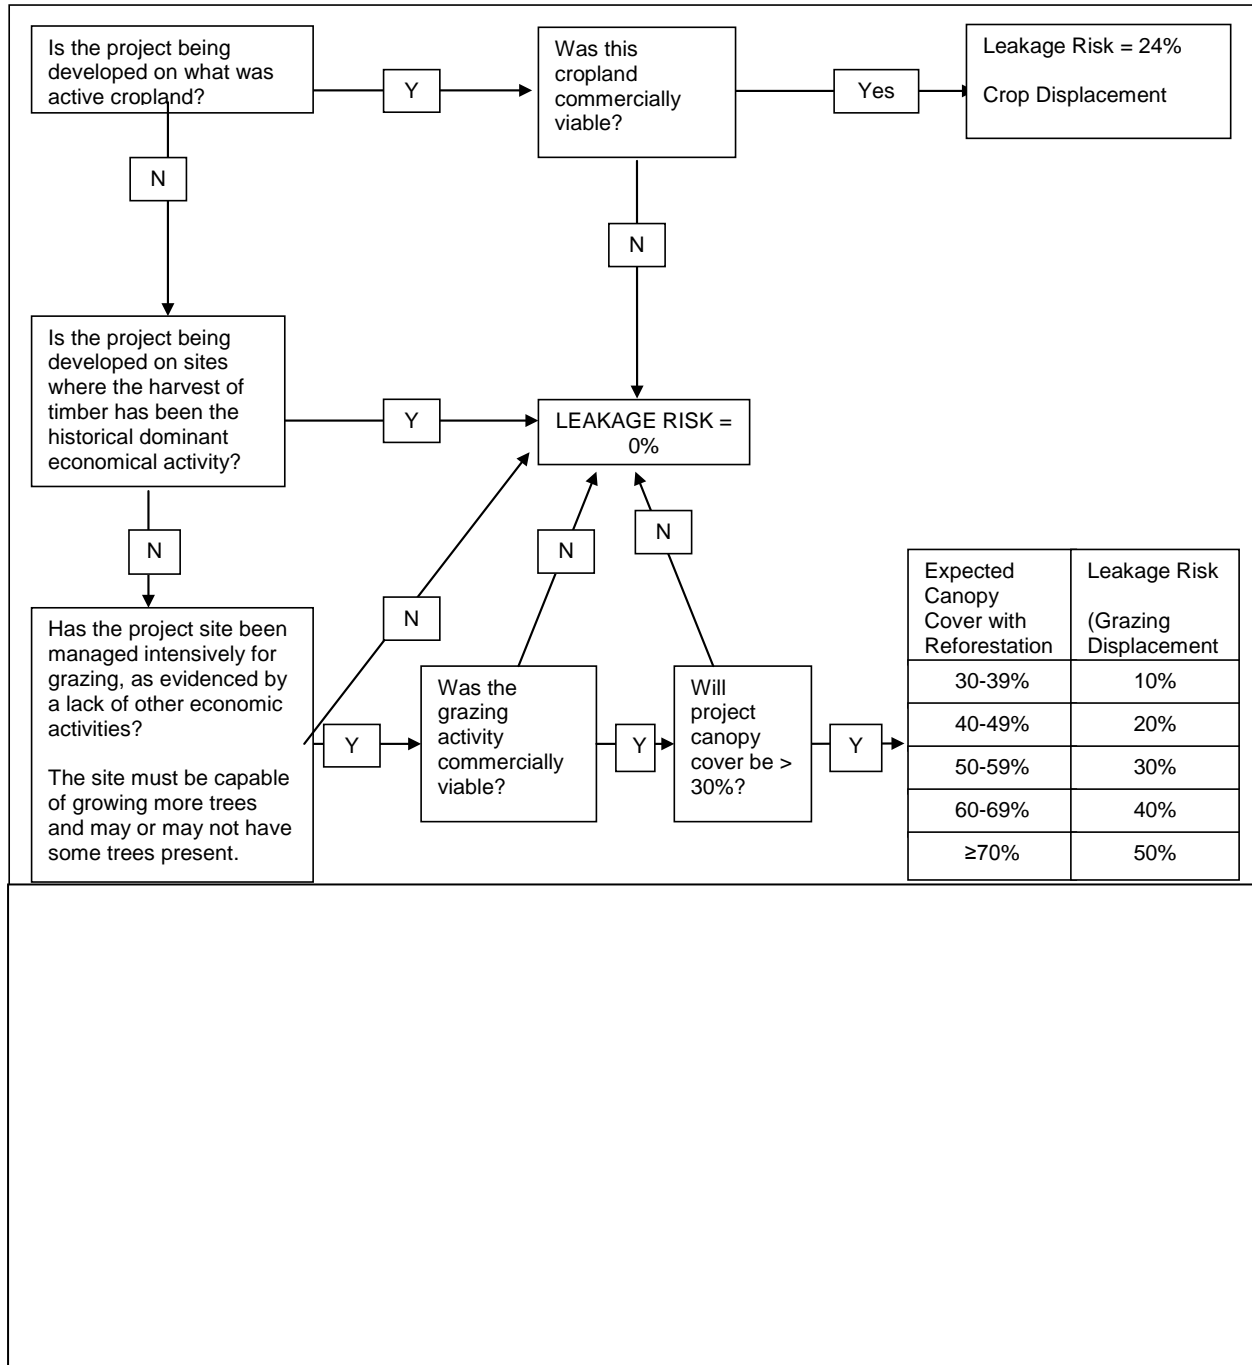 Is the project being
developed on what was
active cropland?
Y
Was this
cropland
commercially
viable?
Yes
Leakage Risk = 24%
Crop Displacement
N
N
Is the project being
developed on sites
where the harvest of
timber has been the
historical dominant
economical activity?
Y
LEAKAGE RISK =
0%
N
N
N
N
Has the project site been
managed intensively for
grazing, as evidenced by
a lack of other economic
activities?
The site must be capable
of growing more trees
and may or may not have
some trees present.
Y
Was the
grazing
activity
commercially
viable?
Y
Will
project
canopy
cover be >
30%?
Y
Expected
Canopy
Cover with
Reforestation
Leakage Risk
(Grazing
Displacement
30-39% 10%
40-49% 20%
50-59% 30%
60-69% 40%
≥70% 50%